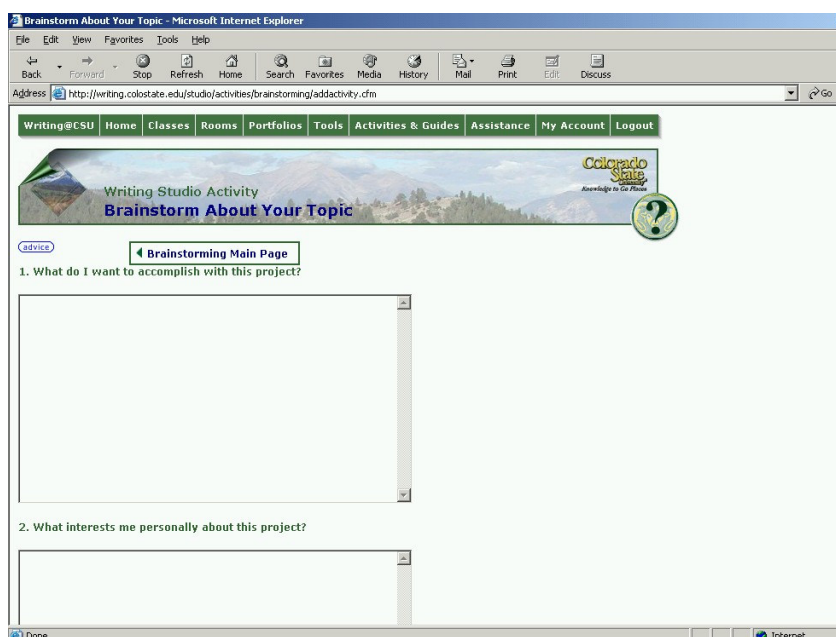 Brainstorm About Your Topic - Microsoft Internet Explorer
File Edit View Favorites Tools Help
Back Forward Stop Refresh Home Search Favorites Media History Mail Print Edit Discuss
Address http://writing.colostate.edu/studio/activities/brainstorming/addactivity.cfm Go
Writing@CSU Home Classes Rooms Portfolios Tools Activities & Guides Assistance My Account Logout
Colorado
State
University
Knowledge to Go Places
Writing Studio Activity
Brainstorm About Your Topic
?
advice
Brainstorming Main Page
1. What do I want to accomplish with this project?
2. What interests me personally about this project?
Done Internet